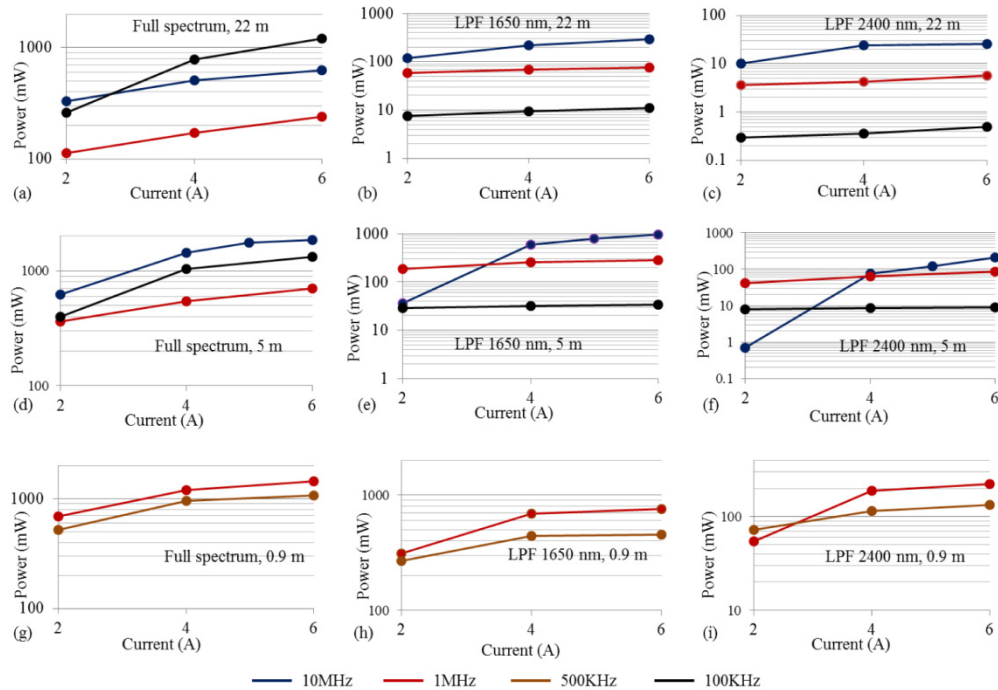 Full spectrum, 22 m
1000
100
Power (mW)
2 4 6
Current (A)
(a)
LPF 1650 nm, 22 m
1000
100
10
1
Power (mW)
2 4 6
Current (A)
(b)
LPF 2400 nm, 22 m
100
10
1
0.1
Power (mW)
2 4 6
Current (A)
(c)
1000
100
Power (mW)
Full spectrum, 5 m
2 4 6
Current (A)
(d)
1000
100
10
1
Power (mW)
LPF 1650 nm, 5 m
2 4 6
Current (A)
(e)
1000
100
10
1
0.1
Power (mW)
LPF 2400 nm, 5 m
2 4 6
Current (A)
(f)
1000
100
Power (mW)
Full spectrum, 0.9 m
2 4 6
Current (A)
(g)
1000
100
Power (mW)
LPF 1650 nm, 0.9 m
2 4 6
Current (A)
(h)
100
10
Power (mW)
LPF 2400 nm, 0.9 m
2 4 6
Current (A)
(i)
10MHz 1MHz 500KHz 100KHz